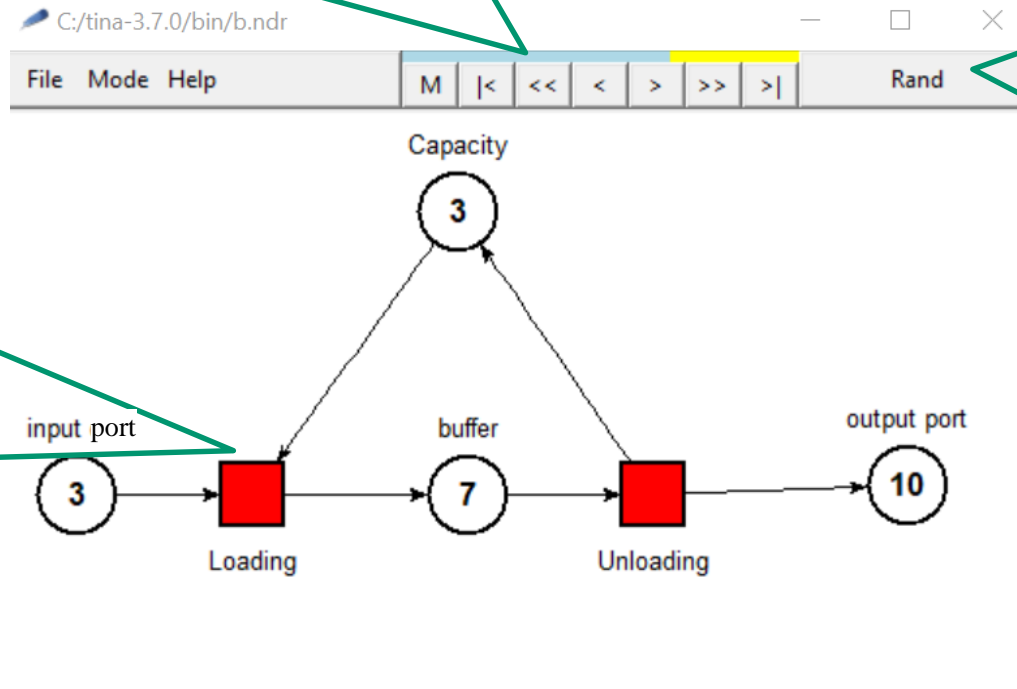 C:/tina-3.7.0/bin/b.ndr
File Mode Help M |< << < > >> >| Rand
Capacity
3
input port buffer output port
3 7 10
Loading Unloading